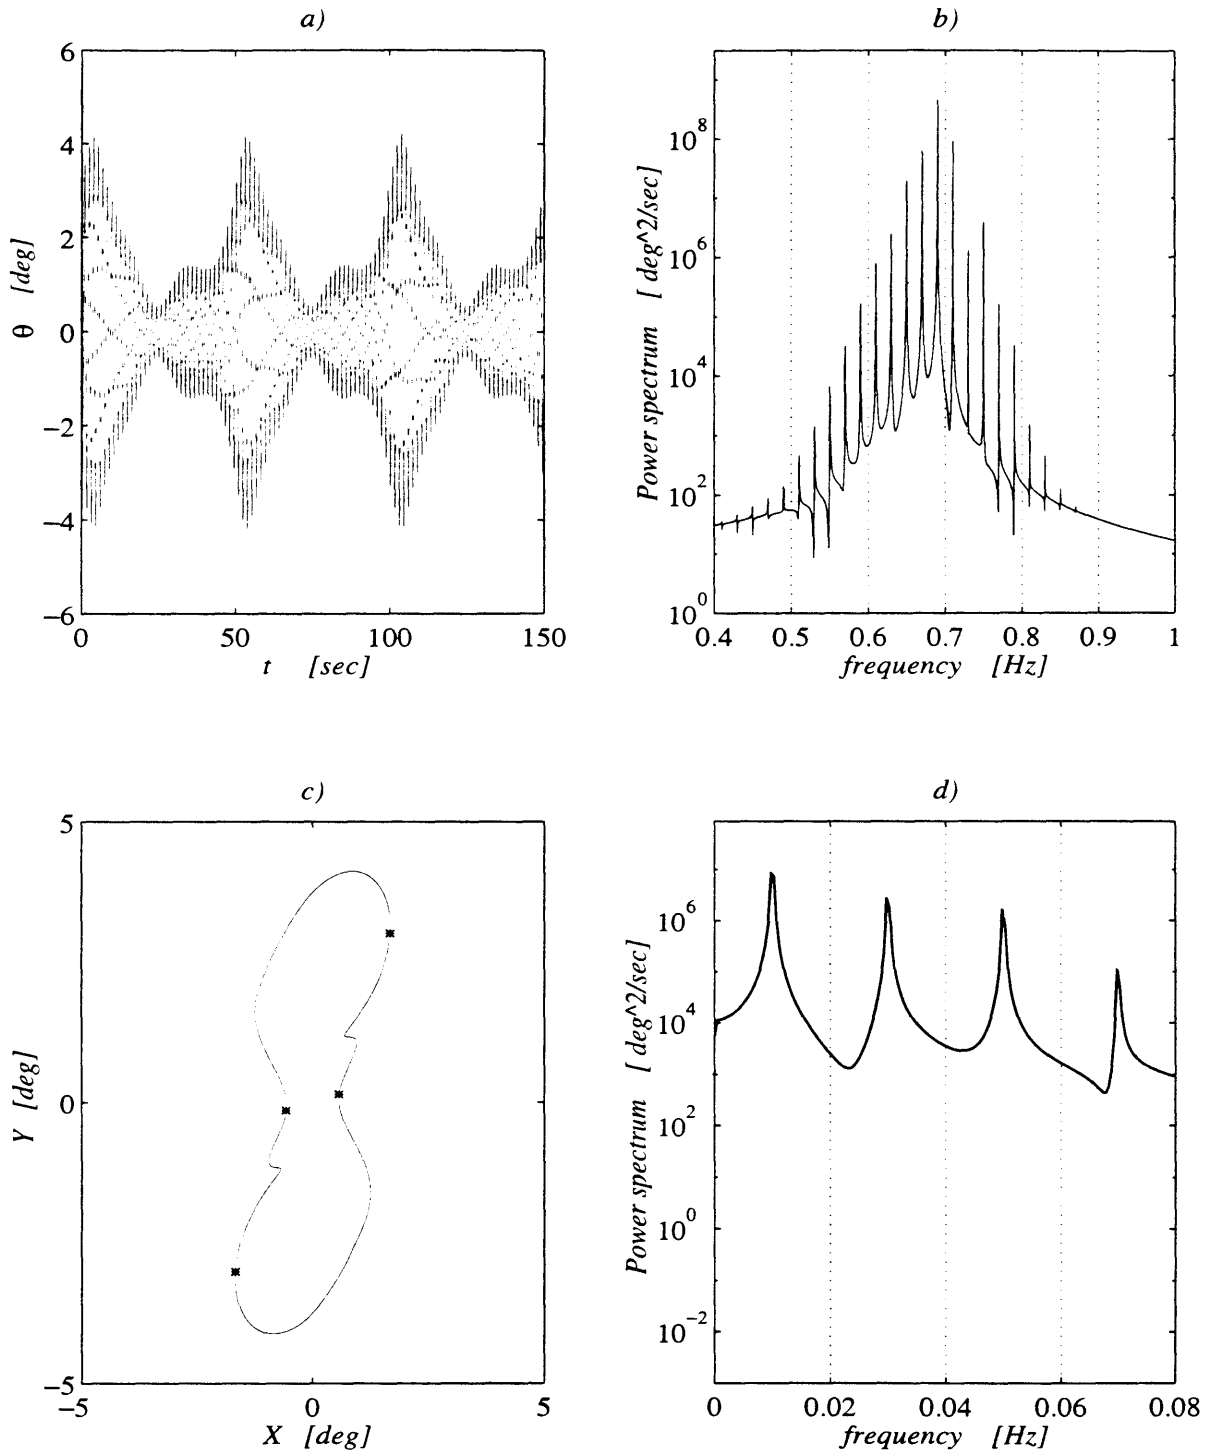 a)
6
4
2
0
−2
−4
−6
θ [deg]
0 50 100 150
t [sec]
b)
10^8
10^6
10^4
10^2
10^0
Power spectrum [ deg^2/sec]
0.4 0.5 0.6 0.7 0.8 0.9 1
frequency [Hz]
c)
5
0
−5
Y [deg]
−5 0 5
X [deg]
d)
10^6
10^4
10^2
10^0
10^−2
Power spectrum [ deg^2/sec]
0 0.02 0.04 0.06 0.08
frequency [Hz]